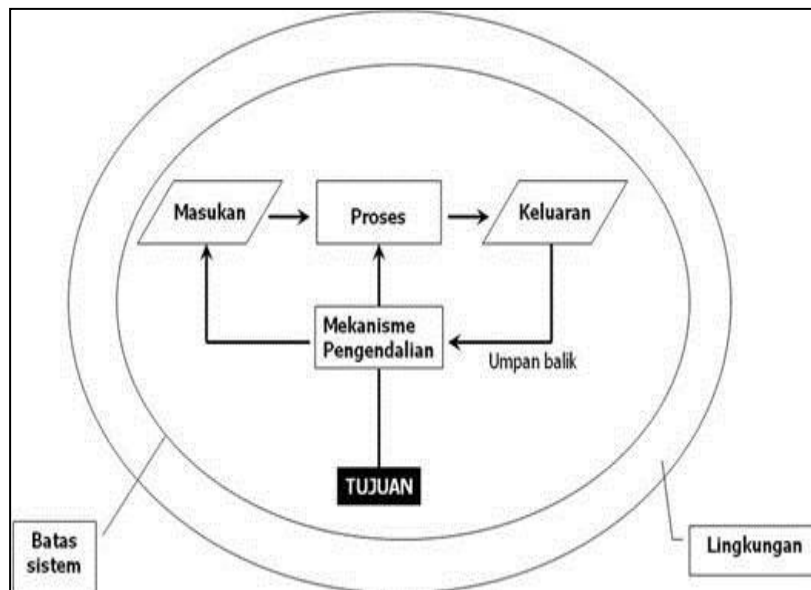 Masukan
Proses
Keluaran
Mekanisme
Pengendalian
Umpan balik
TUJUAN
Batas
sistem
Lingkungan